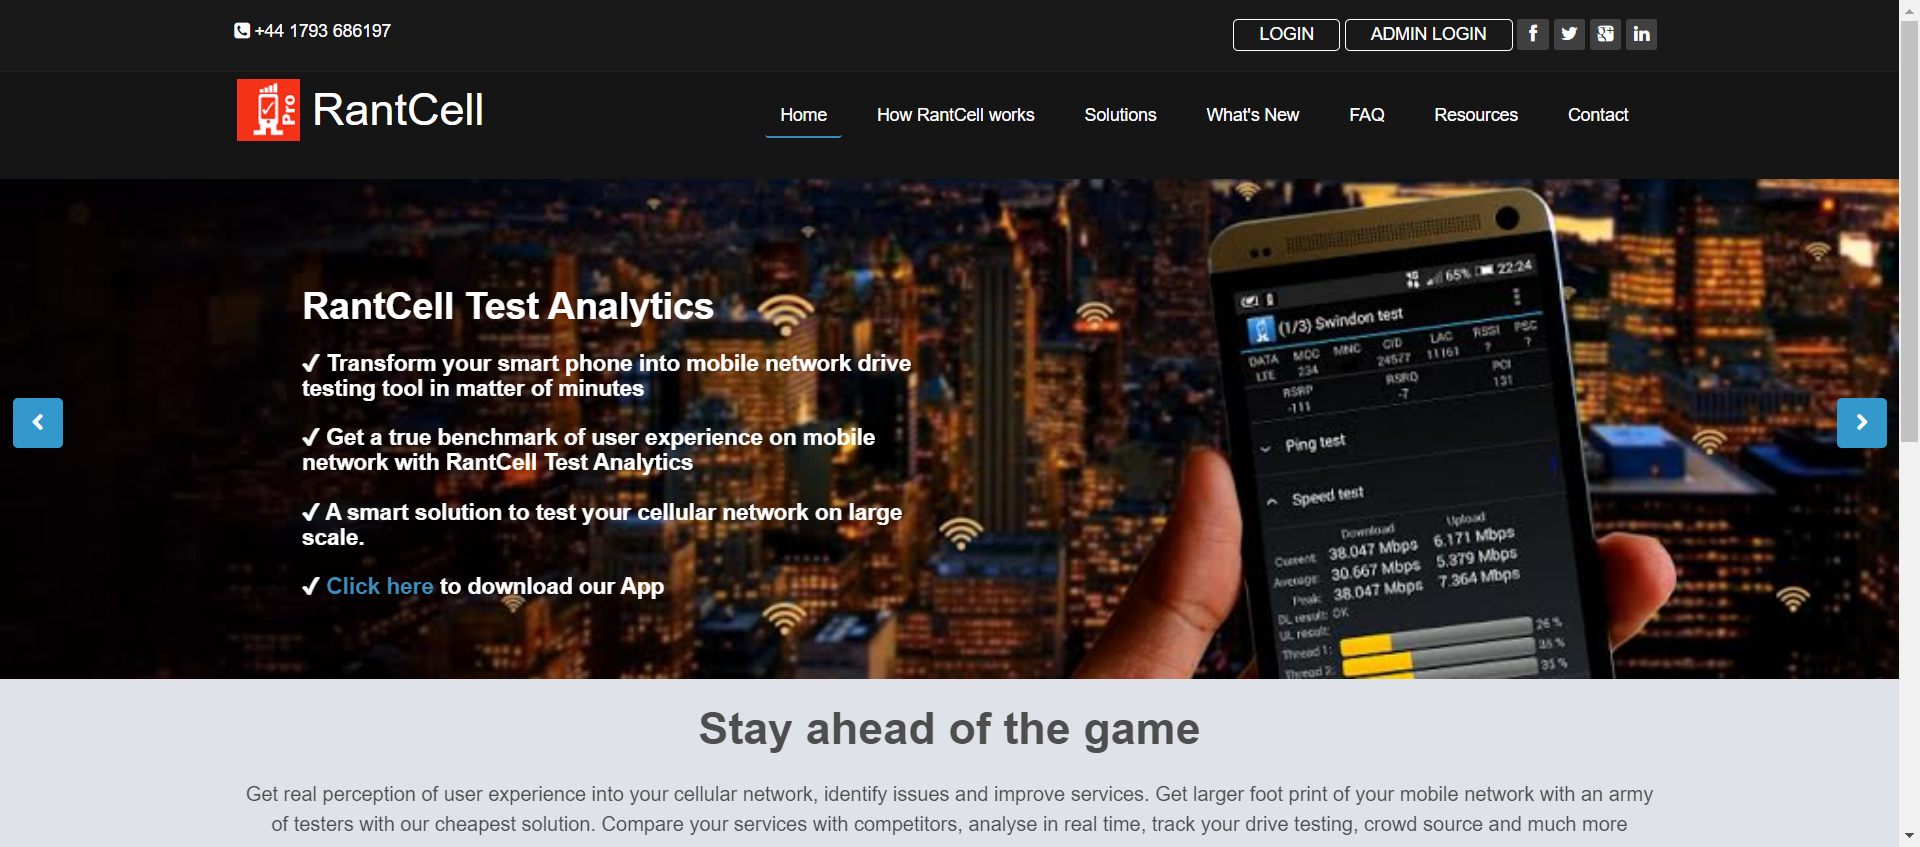 +44 1793 686197
LOGIN
ADMIN LOGIN
Pro
RantCell
Home
How RantCell works
Solutions
What's New
FAQ
Resources
Contact
RantCell Test Analytics
✓ Transform your smart phone into mobile network drive
testing tool in matter of minutes
✓ Get a true benchmark of user experience on mobile
network with RantCell Test Analytics
✓ A smart solution to test your cellular network on large
scale.
✓ Click here to download our App
65% 22:24
(1/3) Swindon test
DATA MCC MNC CID LAC RSSI PSC
LTE 234 24577 11161 ? ?
RSRP RSRQ PCI
-111 -7 131
Ping test
Speed test
Download Upload
Current: 38.047 Mbps 6.171 Mbps
Average: 30.667 Mbps 5.379 Mbps
Peak: 38.047 Mbps 7.364 Mbps
DL result: OK
UL result:
Thread 1: 26%
Thread 2: 35%
33%
Stay ahead of the game
Get real perception of user experience into your cellular network, identify issues and improve services. Get larger foot print of your mobile network with an army
of testers with our cheapest solution. Compare your services with competitors, analyse in real time, track your drive testing, crowd source and much more